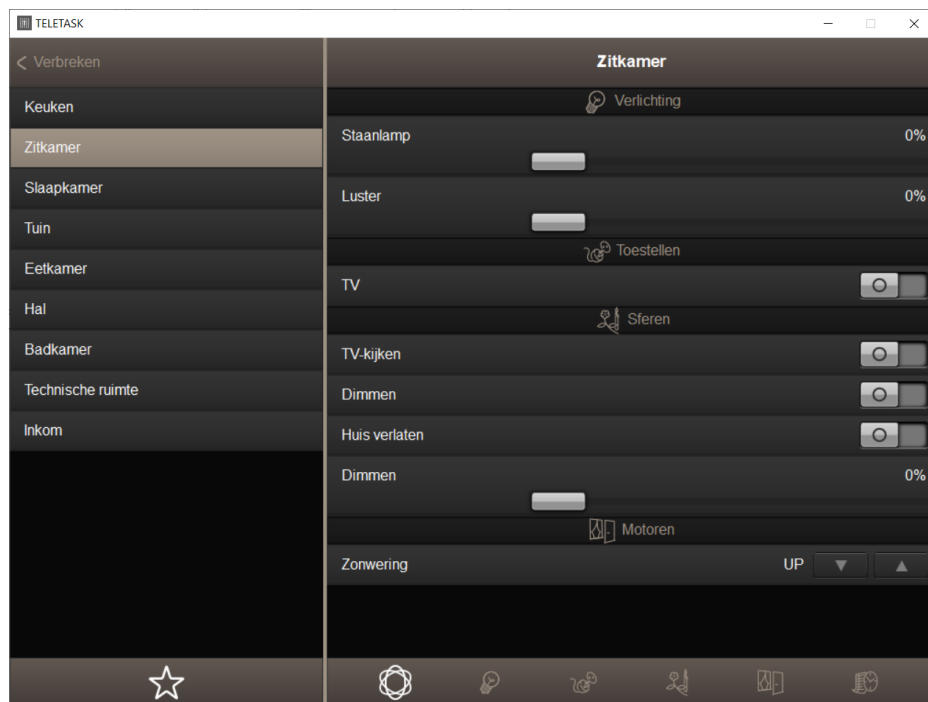 TELETASK
Verbreken
Keuken
Zitkamer
Slaapkamer
Tuin
Eetkamer
Hal
Badkamer
Technische ruimte
Inkom
Zitkamer
Verlichting
Staanlamp 0%
Luster 0%
Toestellen
TV
Sferen
TV-kijken
Dimmen
Huis verlaten
Dimmen 0%
Motoren
Zonwering UP